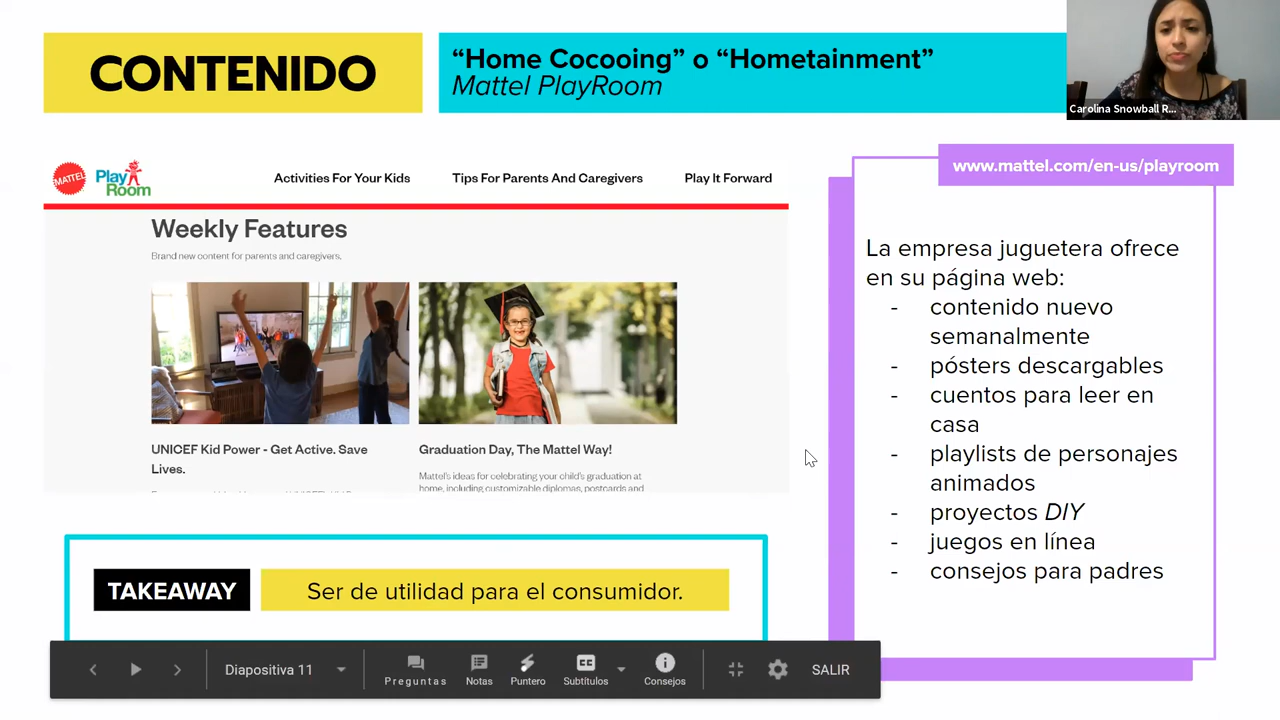 CONTENIDO
“Home Cocooing” o “Hometainment”
Mattel PlayRoom
Carolina Snowball R...
www.mattel.com/en-us/playroom
MATTEL
Play
Room
Activities For Your Kids
Tips For Parents And Caregivers
Play It Forward
Weekly Features
Brand new content for parents and caregivers.
UNICEF Kid Power - Get Active. Save
Lives.
Graduation Day, The Mattel Way!
Mattel's ideas for celebrating your child's graduation at
home, including customizable diplomas, postcards and
La empresa juguetera ofrece
en su página web:
- contenido nuevo
semanalmente
- pósters descargables
- cuentos para leer en
casa
- playlists de personajes
animados
- proyectos DIY
- juegos en línea
- consejos para padres
TAKEAWAY
Ser de utilidad para el consumidor.
Diapositiva 11
Preguntas
Notas
Puntero
CC
Subtítulos
Consejos
SALIR